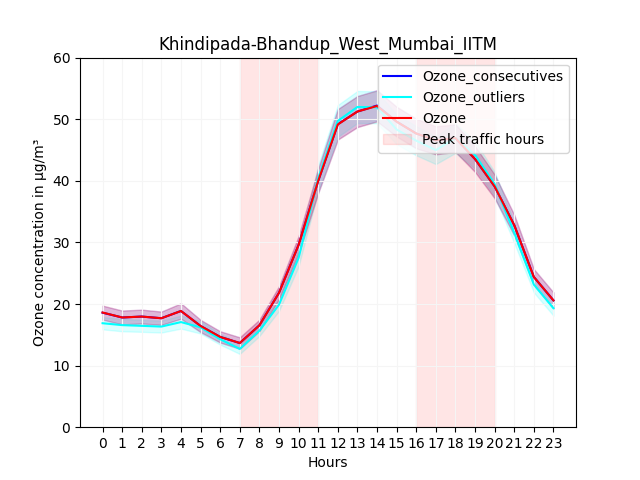 Khindipada-Bhandup_West_Mumbai_IITM
Ozone concentration in µg/m³
60
50
40
30
20
10
0
Ozone_consecutives
Ozone_outliers
Ozone
Peak traffic hours
0 1 2 3 4 5 6 7 8 9 10 11 12 13 14 15 16 17 18 19 20 21 22 23
Hours